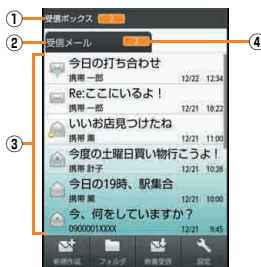 ① 受信ボックス 2
② 受信メール 2 ④
③
今日の打ち合わせ
携帯 一郎 12/22 12:34
Re:ここにいるよ！
携帯 一郎 12/21 18:22
いいお店見つけたね
携帯 薫 12/21 11:00
今度の土曜日買い物行こうよ！
携帯 計子 12/21 10:28
今日の19時、駅集合
携帯 薫 12/21 10:00
今、何をしていますか？
0900001XXXX 12/21 9:45
新規作成 フォルダ 新着受信 設定